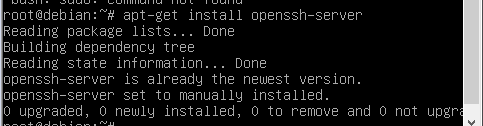 bash: sudo: command not found
root@debian:~# apt-get install openssh-server
Reading package lists... Done
Building dependency tree
Reading state information... Done
openssh-server is already the newest version.
openssh-server set to manually installed.
0 upgraded, 0 newly installed, 0 to remove and 0 not upgra
root@debian:~#